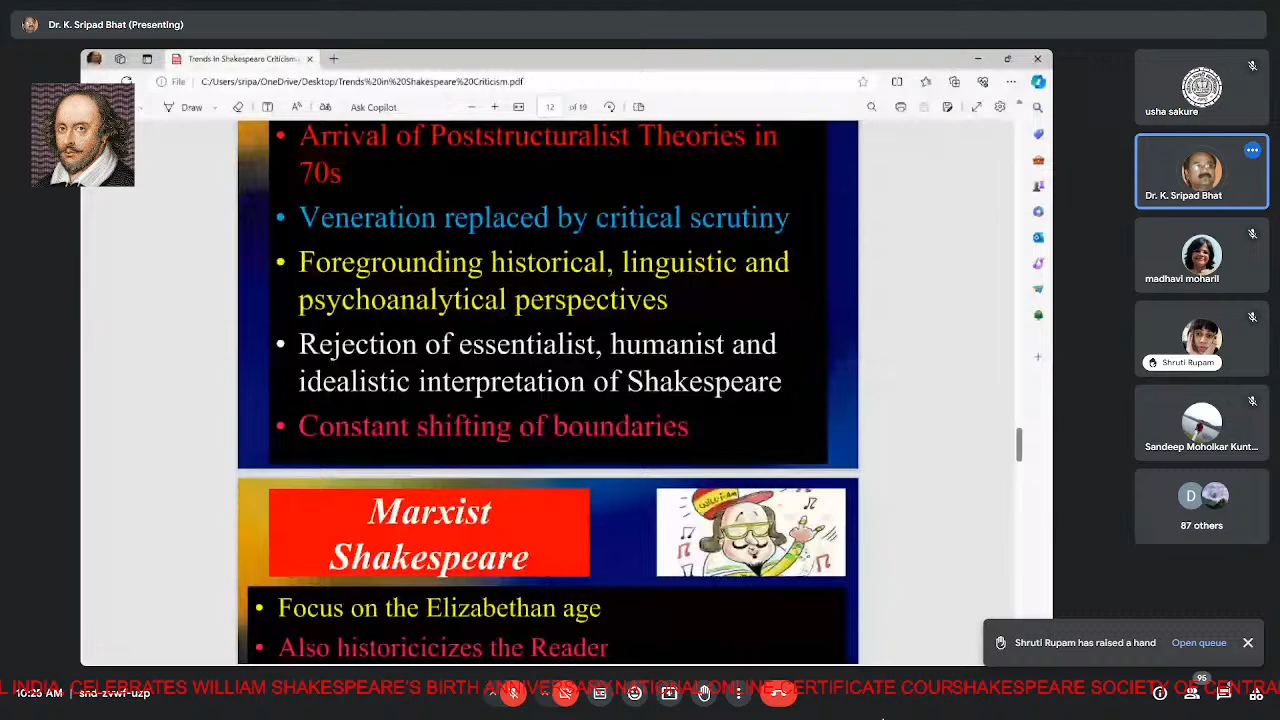 Dr. K. Sripad Bhat (Presenting)
Trends in Shakespeare Criticism
File
C:/Users/sripa/OneDrive/Desktop/Trends%20in%20Shakespeare%20Criticism.pdf
Draw
Ask Copilot
12 of 19
• Arrival of Poststructuralist Theories in
70s
• Veneration replaced by critical scrutiny
• Foregrounding historical, linguistic and
psychoanalytical perspectives
• Rejection of essentialist, humanist and
idealistic interpretation of Shakespeare
• Constant shifting of boundaries
Marxist
Shakespeare
WILLIAM
• Focus on the Elizabethan age
• Also historicicizes the Reader
usha sakure
Dr. K. Sripad Bhat
madhavi moharil
Shruti Rupam
Sandeep Moholkar Kunt...
D
87 others
Shruti Rupam has raised a hand
Open queue
95
10:26 AM
snd-zvwf-uzp
L INDIA, CELEBRATES WILLIAM SHAKESPEARE'S BIRTH ANNIVERSARY NATIONAL ONLINE CERTIFICATE COURSHAKESPEARE SOCIETY OF CENTRA